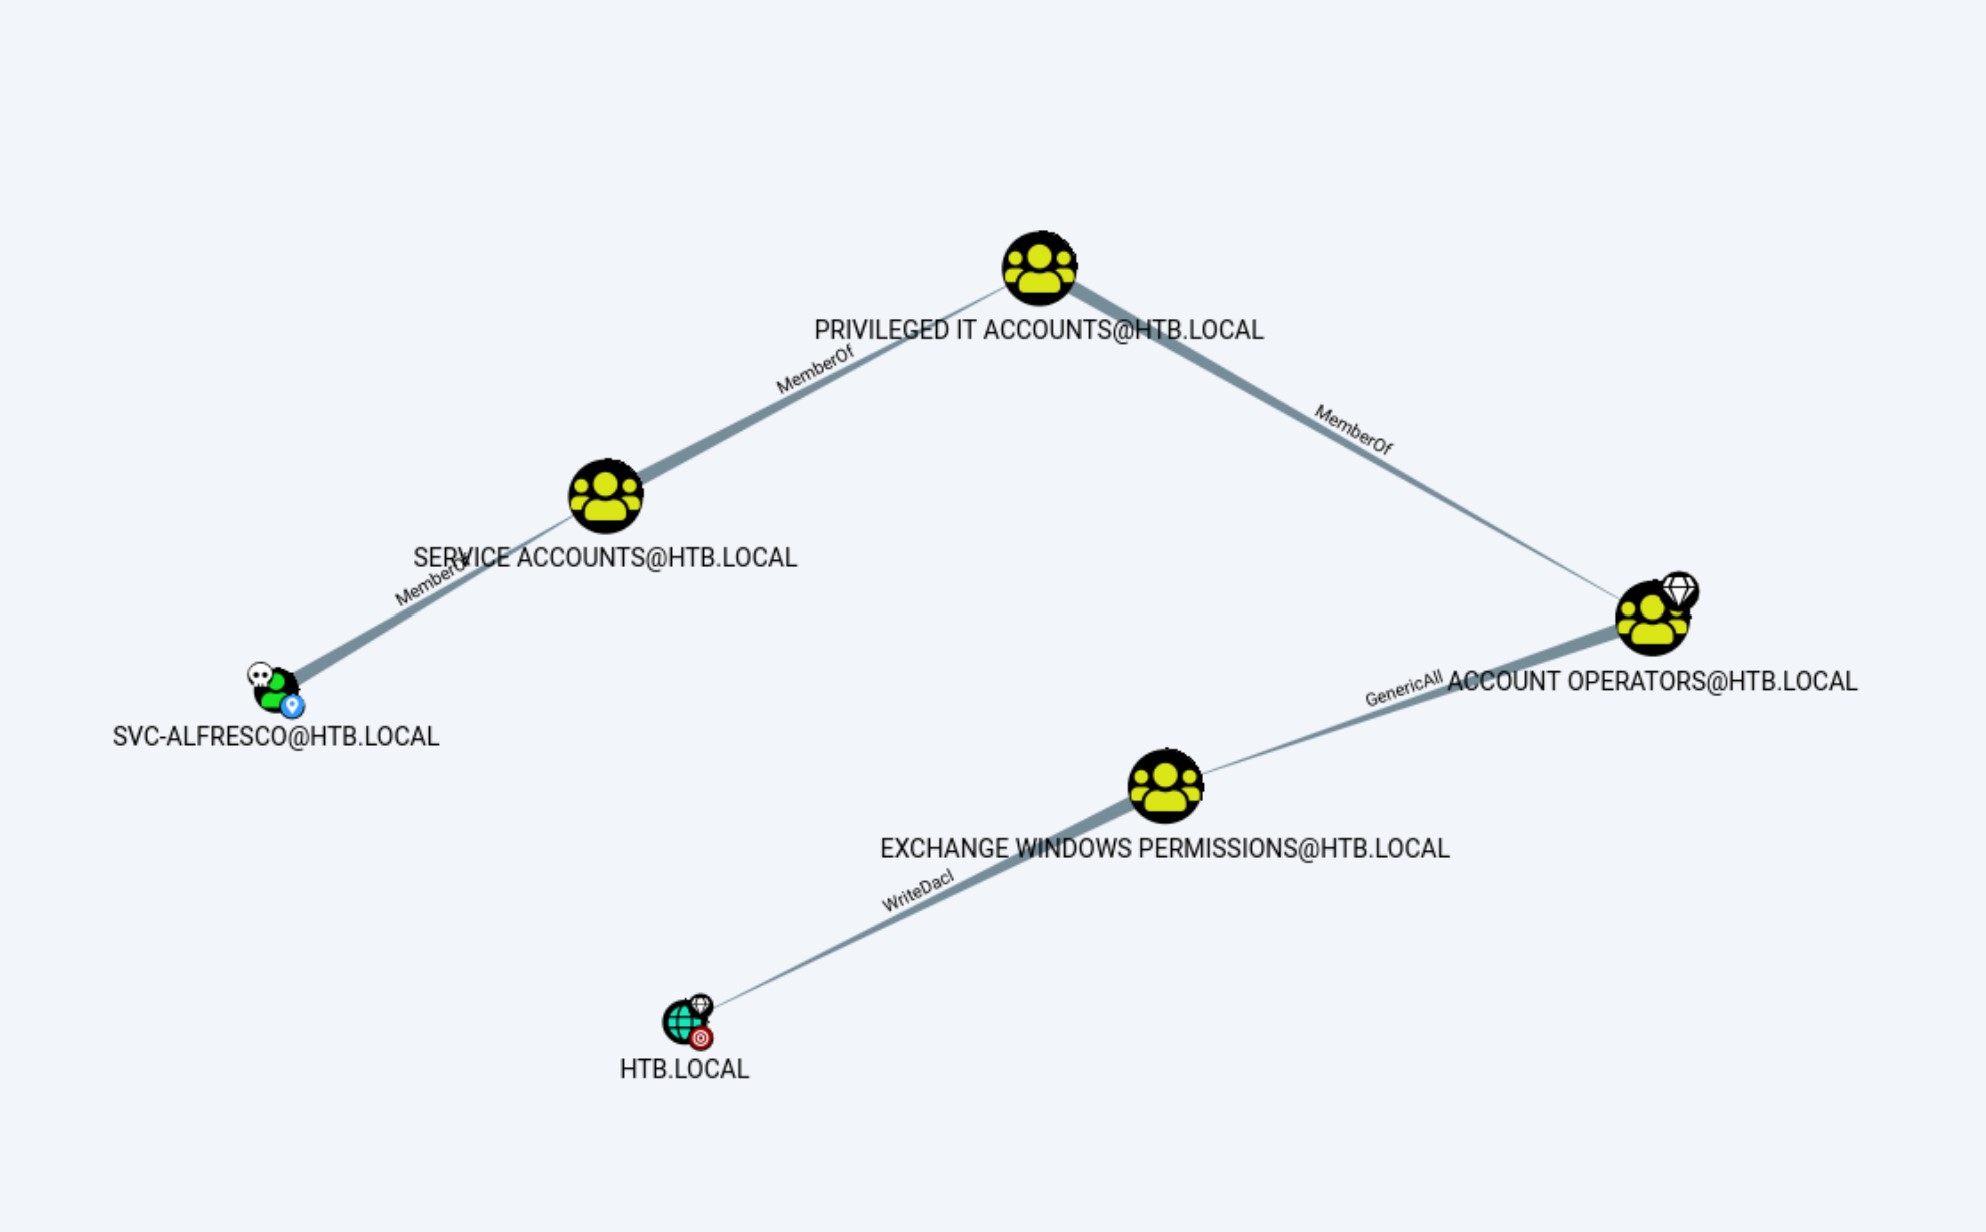 PRIVILEGED IT ACCOUNTS@HTB.LOCAL
MemberOf
MemberOf
SERVICE ACCOUNTS@HTB.LOCAL
MemberOf
SVC-ALFRESCO@HTB.LOCAL
GenericAll
ACCOUNT OPERATORS@HTB.LOCAL
EXCHANGE WINDOWS PERMISSIONS@HTB.LOCAL
WriteDacl
HTB.LOCAL